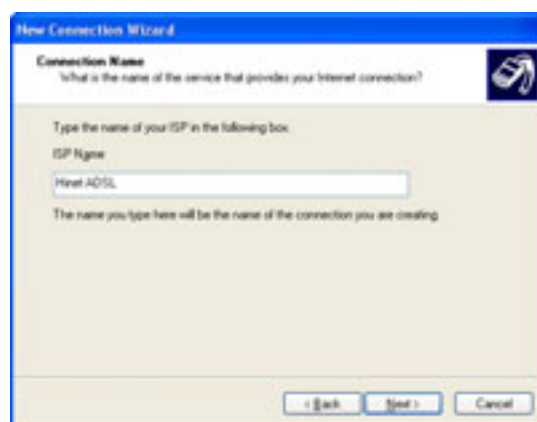 New Connection Wizard
Connection Name
What is the name of the service that provides your Internet connection?
Type the name of your ISP in the following box.
ISP Name
Hinet ADSL
The name you type here will be the name of the connection you are creating.
< Back
Next >
Cancel